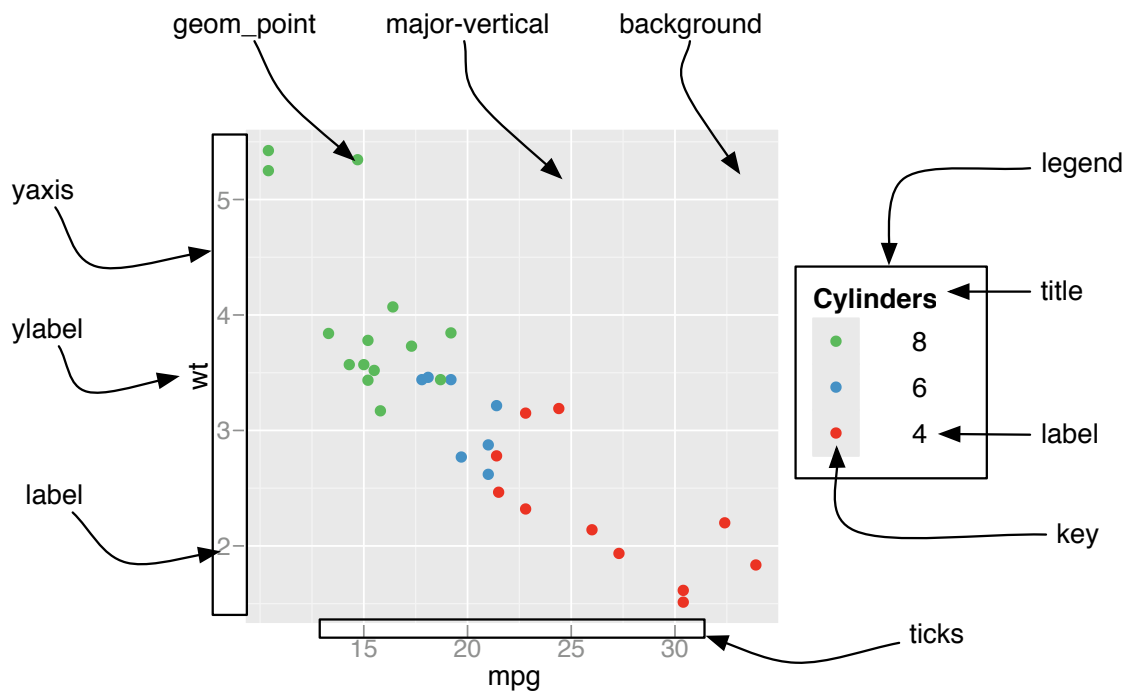 geom_point major-vertical background
legend
yaxis
5
Cylinders
title
4
ylabel
8
wt
6
3
4
label
label
2
key
ticks
15 20 25 30
mpg